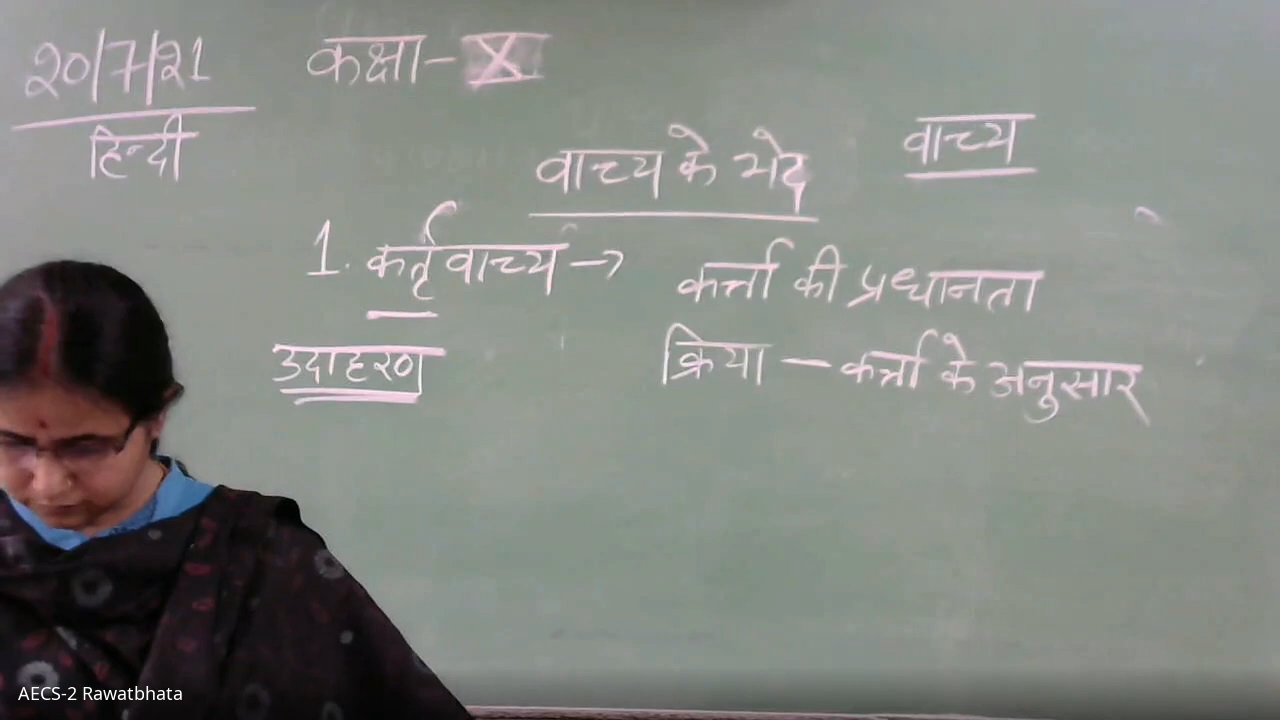 20/7/21 कक्षा - X
हिन्दी
वाच्य
वाच्य के भेद
1. कर्तृवाच्य → कर्त्ता की प्रधानता
क्रिया - कर्त्ता के अनुसार
उदाहरण
AECS-2 Rawatbhata